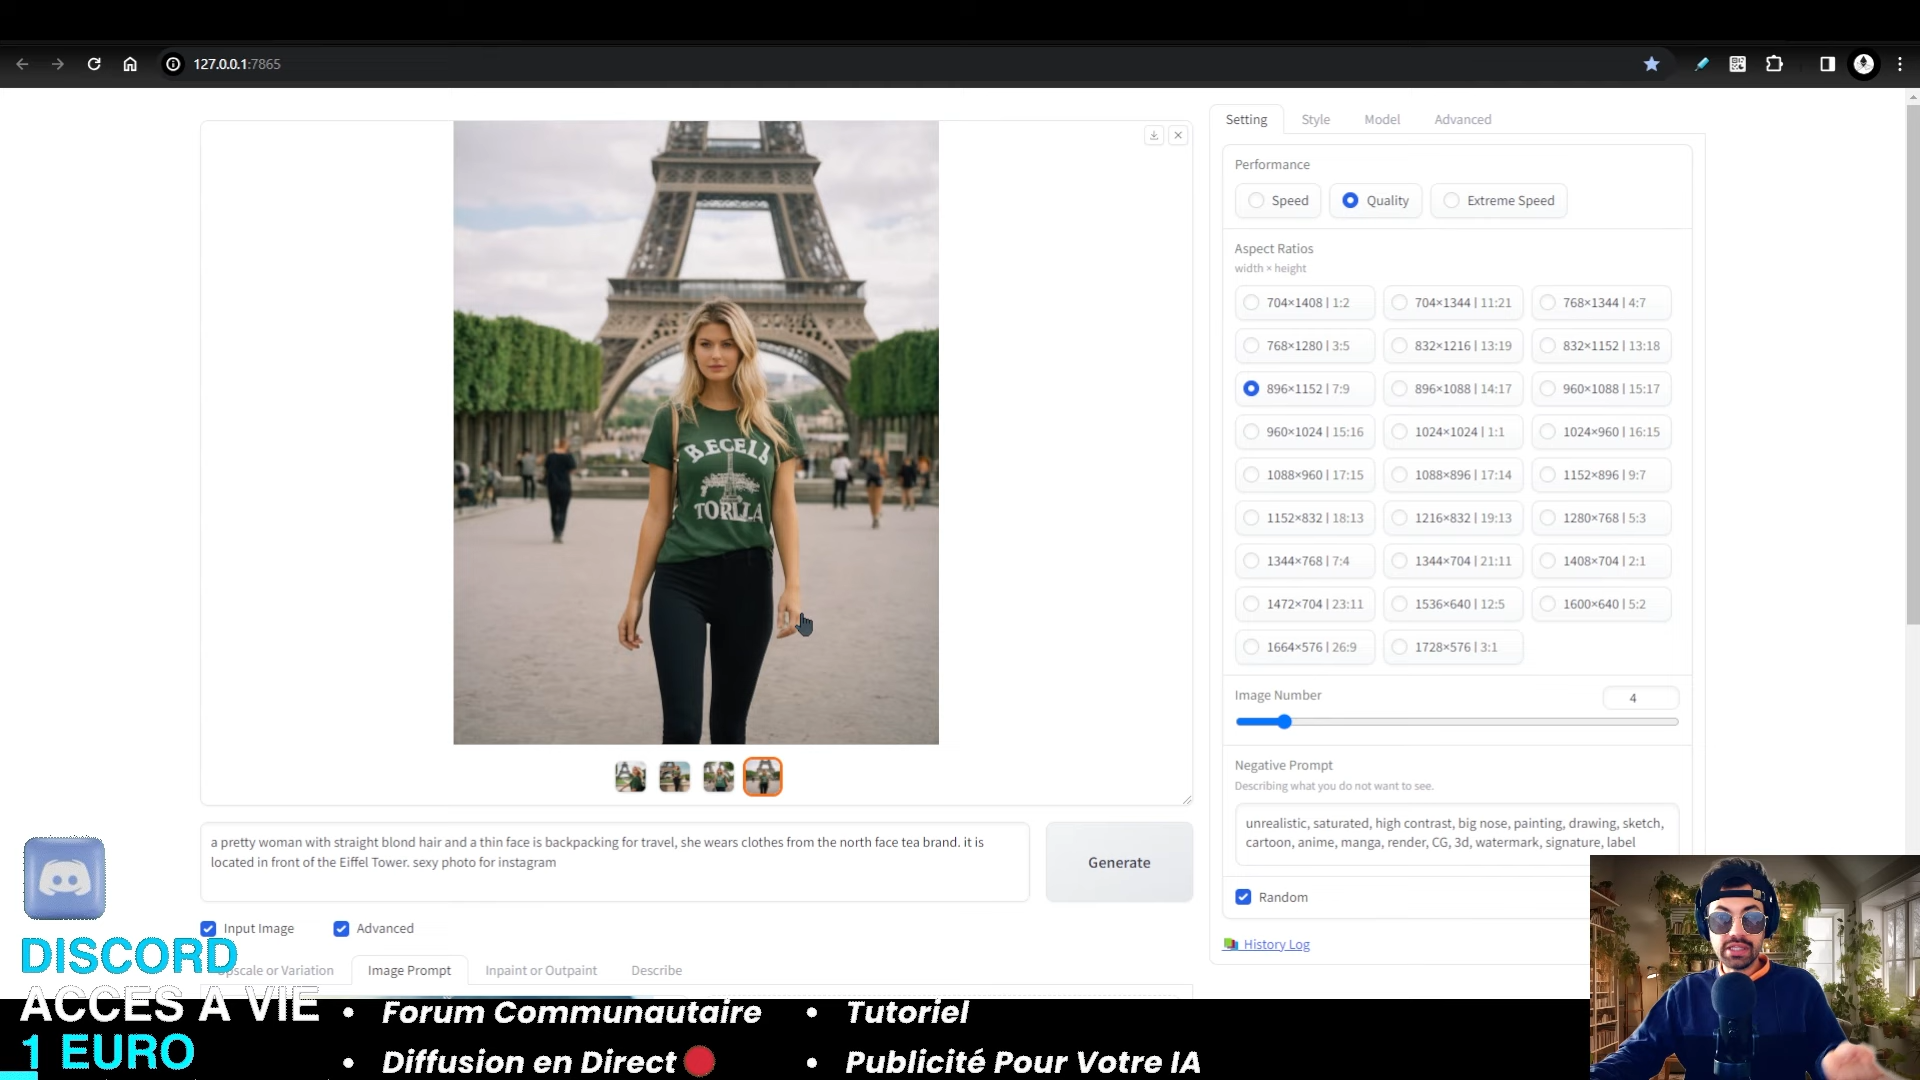 127.0.0.1:7865
Setting
Style
Model
Advanced
Performance
Speed
Quality
Extreme Speed
Aspect Ratios
width × height
704×1408 | 1:2
704×1344 | 11:21
768×1344 | 4:7
768×1280 | 3:5
832×1216 | 13:19
832×1152 | 13:18
896×1152 | 7:9
896×1088 | 14:17
960×1088 | 15:17
960×1024 | 15:16
1024×1024 | 1:1
1024×960 | 16:15
1088×960 | 17:15
1088×896 | 17:14
1152×896 | 9:7
1152×832 | 18:13
1216×832 | 19:13
1280×768 | 5:3
1344×768 | 7:4
1344×704 | 21:11
1408×704 | 2:1
1472×704 | 23:11
1536×640 | 12:5
1600×640 | 5:2
1664×576 | 26:9
1728×576 | 3:1
Image Number
4
Negative Prompt
Describing what you do not want to see.
unrealistic, saturated, high contrast, big nose, painting, drawing, sketch,
cartoon, anime, manga, render, CG, 3d, watermark, signature, label
Random
History Log
TORLLA
a pretty woman with straight blond hair and a thin face is backpacking for travel, she wears clothes from the north face tea brand. it is
located in front of the Eiffel Tower. sexy photo for instagram
Generate
Input Image
Advanced
Upscale or Variation
Image Prompt
Inpaint or Outpaint
Describe
DISCORD
ACCES A VIE
1 EURO
• Forum Communautaire
• Tutoriel
• Diffusion en Direct
• Publicité Pour Votre IA